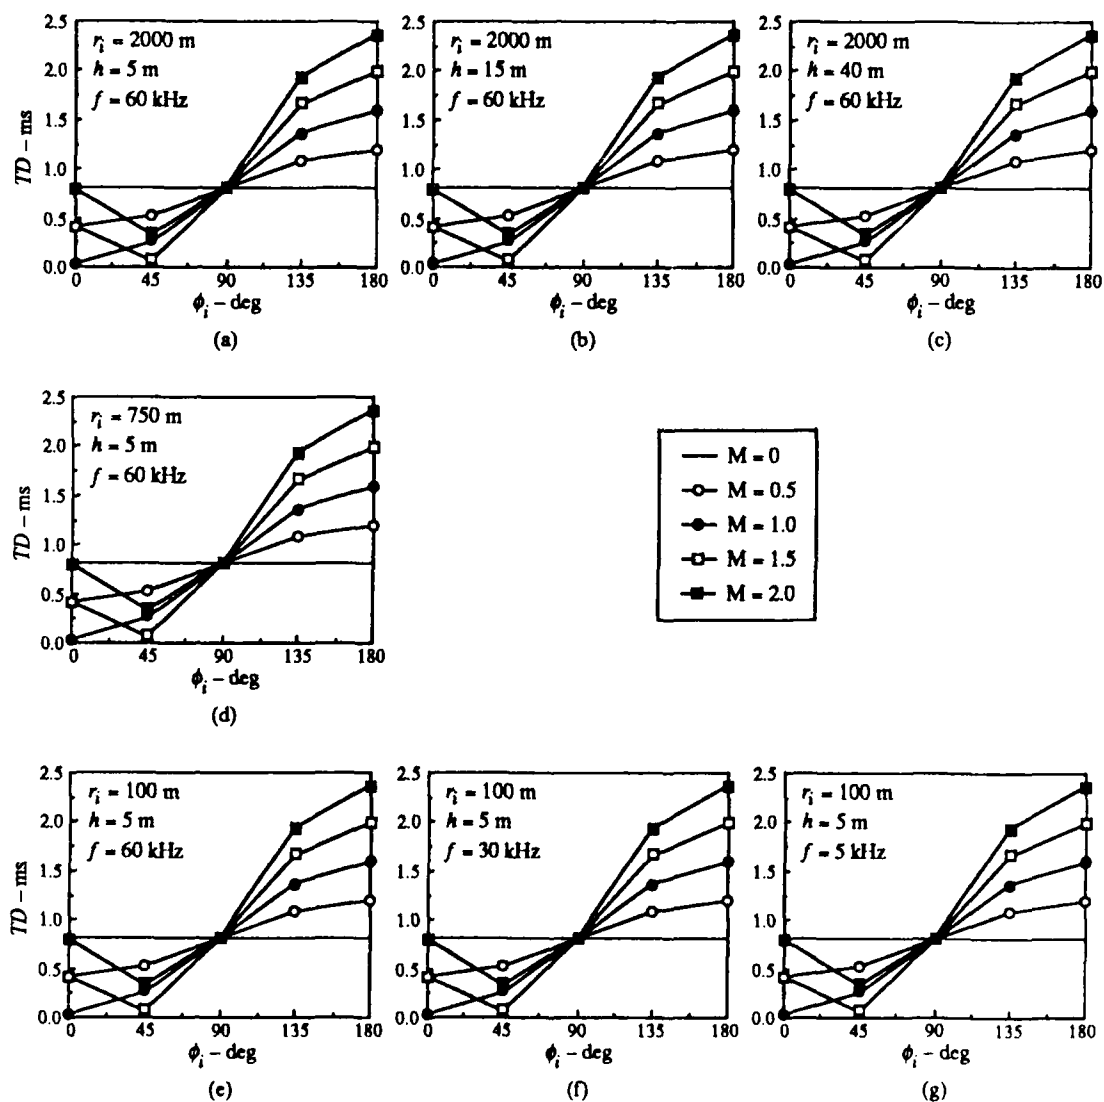 2.5
2.0
1.5
1.0
0.5
0.0
TD – ms
r_i = 2000 m
h = 5 m
f = 60 kHz
0 45 90 135 180
ϕ_i – deg
(a)
2.5
2.0
1.5
1.0
0.5
0.0
r_i = 2000 m
h = 15 m
f = 60 kHz
0 45 90 135 180
ϕ_i – deg
(b)
2.5
2.0
1.5
1.0
0.5
0.0
r_i = 2000 m
h = 40 m
f = 60 kHz
0 45 90 135 180
ϕ_i – deg
(c)
2.5
2.0
1.5
1.0
0.5
0.0
TD – ms
r_i = 750 m
h = 5 m
f = 60 kHz
0 45 90 135 180
ϕ_i – deg
(d)
M = 0
M = 0.5
M = 1.0
M = 1.5
M = 2.0
2.5
2.0
1.5
1.0
0.5
0.0
TD – ms
r_i = 100 m
h = 5 m
f = 60 kHz
0 45 90 135 180
ϕ_i – deg
(e)
2.5
2.0
1.5
1.0
0.5
0.0
r_i = 100 m
h = 5 m
f = 30 kHz
0 45 90 135 180
ϕ_i – deg
(f)
2.5
2.0
1.5
1.0
0.5
0.0
r_i = 100 m
h = 5 m
f = 5 kHz
0 45 90 135 180
ϕ_i – deg
(g)